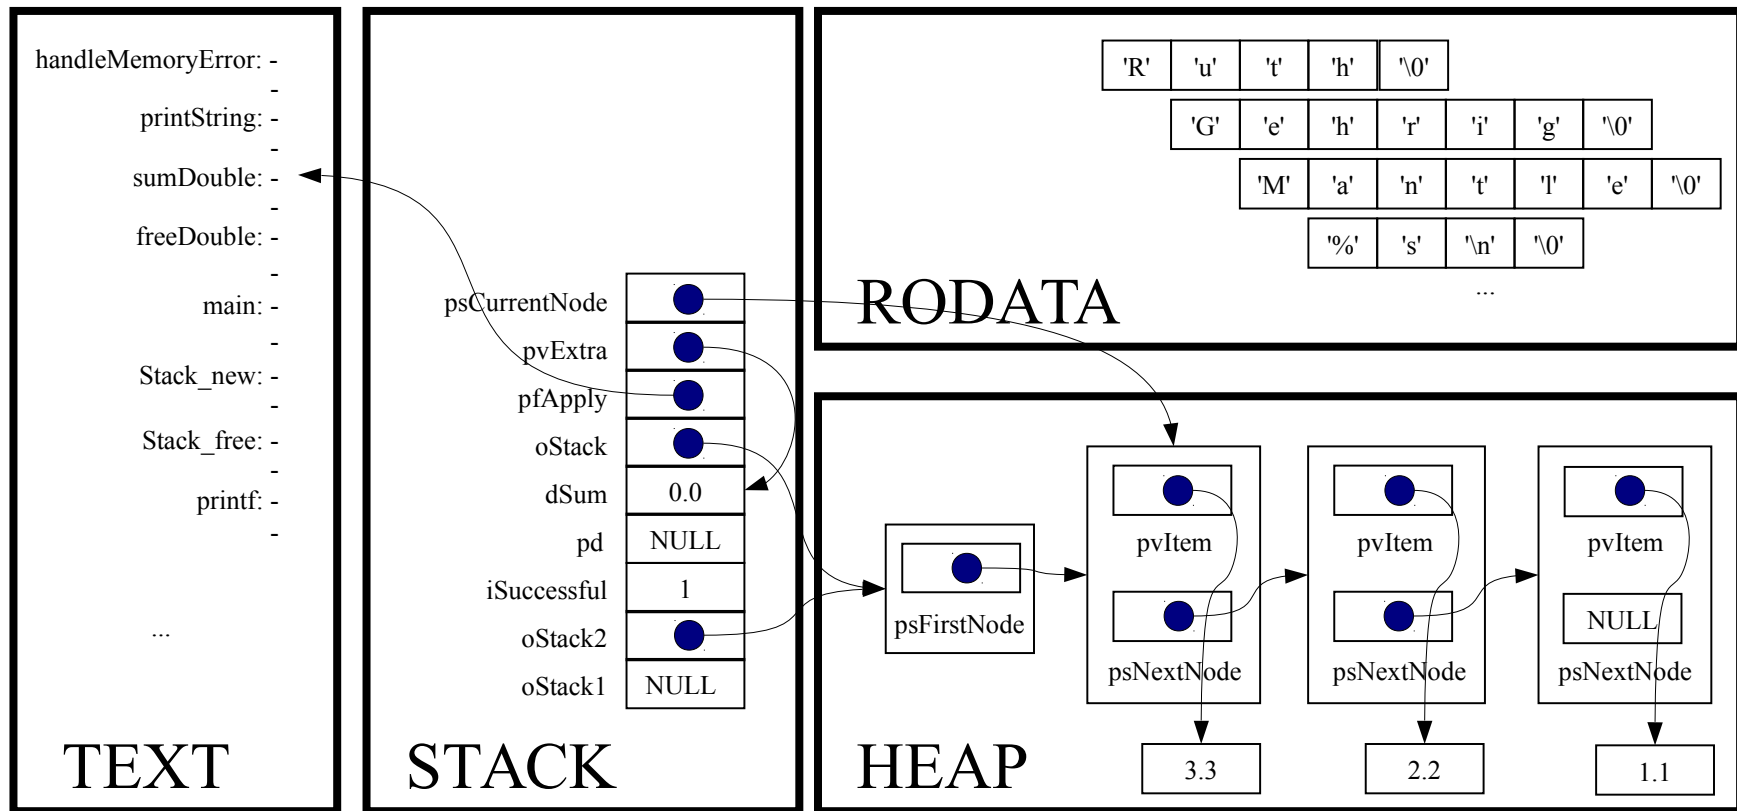 handleMemoryError: -
-
printString: -
-
sumDouble: -
-
freeDouble: -
-
main: -
-
Stack_new: -
-
Stack_free: -
-
printf: -
-
...
TEXT
psCurrentNode
pvExtra
pfApply
oStack
dSum 0.0
pd NULL
iSuccessful 1
oStack2
oStack1 NULL
STACK
'R' 'u' 't' 'h' '\0'
'G' 'e' 'h' 'r' 'i' 'g' '\0'
'M' 'a' 'n' 't' 'l' 'e' '\0'
'%' 's' '\n' '\0'
...
RODATA
psFirstNode
pvItem pvItem pvItem
NULL
psNextNode psNextNode psNextNode
3.3 2.2 1.1
HEAP